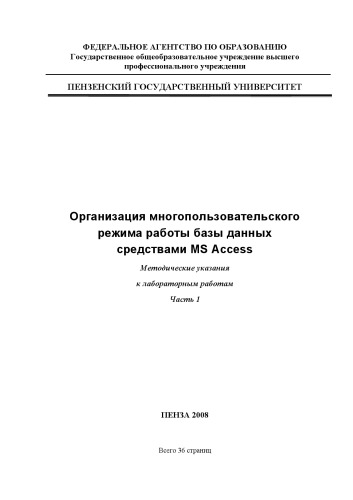 ФЕДЕРАЛЬНОЕ АГЕНТСТВО ПО ОБРАЗОВАНИЮ
Государственное общеобразовательное учреждение высшего
профессионального учреждения
ПЕНЗЕНСКИЙ ГОСУДАРСТВЕННЫЙ УНИВЕРСИТЕТ
Организация многопользовательского
режима работы базы данных
средствами MS Access
Методические указания
к лабораторным работам
Часть 1
ПЕНЗА 2008
Всего 36 страниц